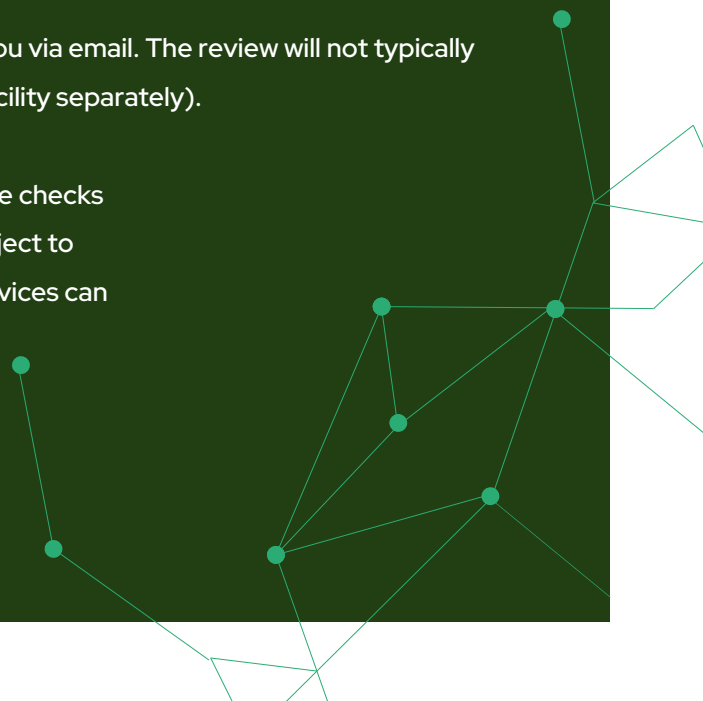 ou via email. The review will not typically
cility separately).
e checks
ject to
vices can